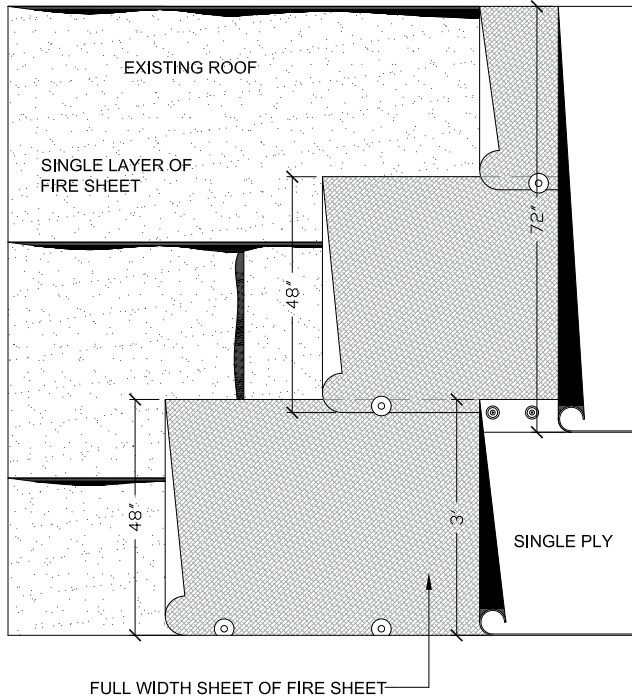 EXISTING ROOF
SINGLE LAYER OF
FIRE SHEET
72"
48"
48"
3'
SINGLE PLY
FULL WIDTH SHEET OF FIRE SHEET